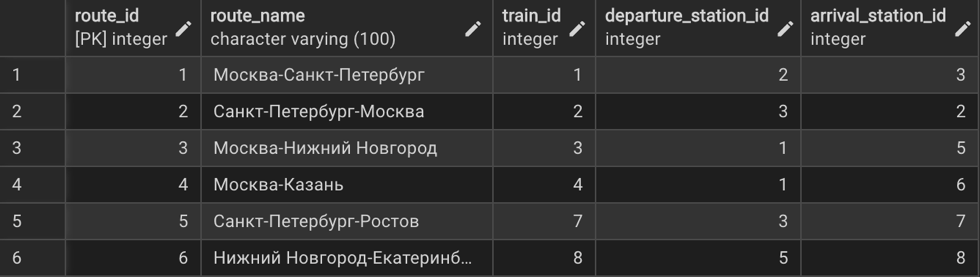 route_id route_name train_id departure_station_id arrival_station_id
[PK] integer character varying (100) integer integer integer
1 1 Москва-Санкт-Петербург 1 2 3
2 2 Санкт-Петербург-Москва 2 3 2
3 3 Москва-Нижний Новгород 3 1 5
4 4 Москва-Казань 4 1 6
5 5 Санкт-Петербург-Ростов 7 3 7
6 6 Нижний Новгород-Екатеринб... 8 5 8